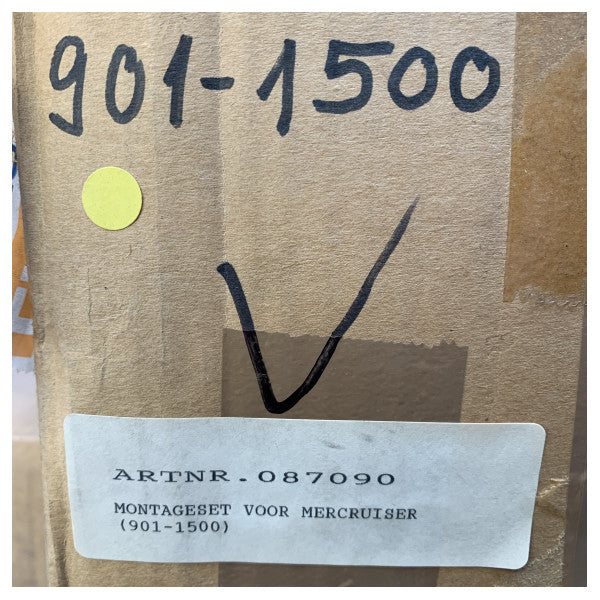 901-1500
ARTNR.087090
MONTAGESET VOOR MERCRUISER
(901-1500)